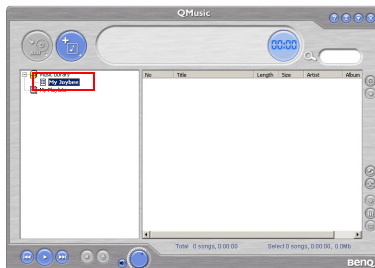 QMusic
00:00
Music Library
My Joybee
My Playlists
No Title Length Size Artist Album
Total 0 songs, 0:00:00 Select 0 songs, 0:00:00, 0.0Mb
BenQ